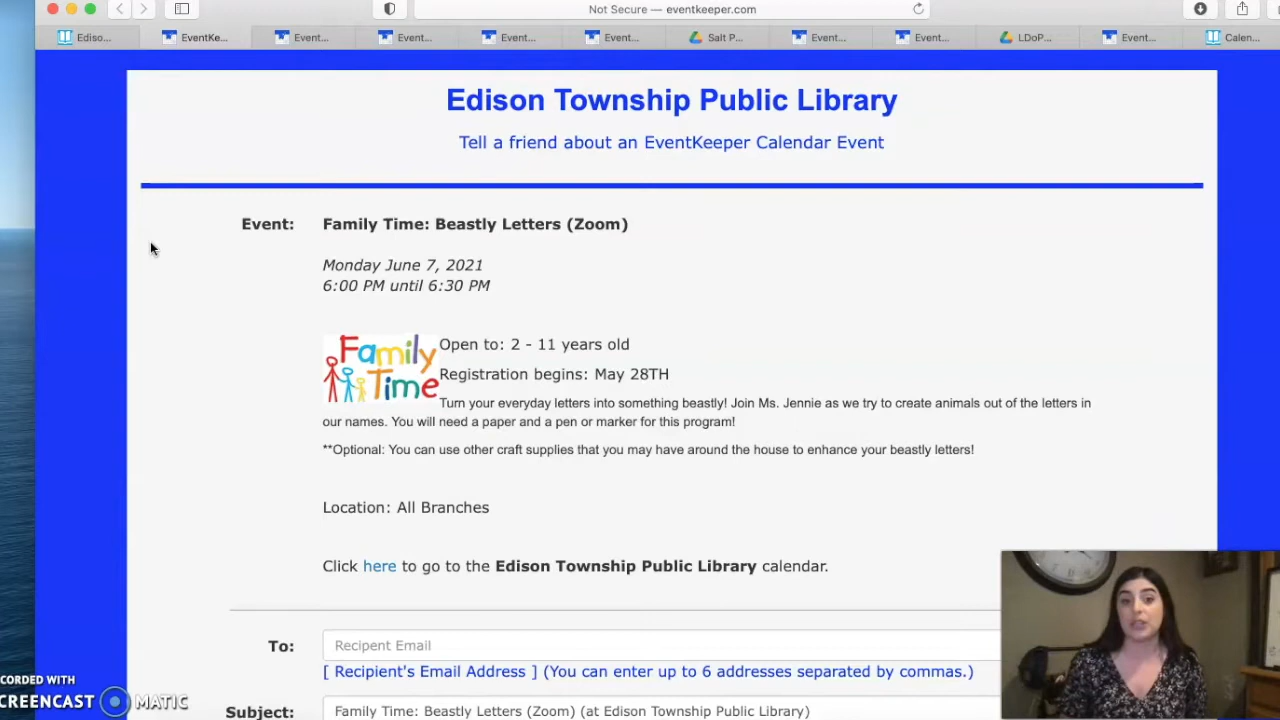 Not Secure — eventkeeper.com
Ediso...
EventKe...
Event...
Event...
Event...
Event...
Salt P...
Event...
Event...
LDoP...
Event...
Calen...
Edison Township Public Library
Tell a friend about an EventKeeper Calendar Event
Event: Family Time: Beastly Letters (Zoom)
Monday June 7, 2021
6:00 PM until 6:30 PM
Family
Time
Open to: 2 - 11 years old
Registration begins: May 28TH
Turn your everyday letters into something beastly! Join Ms. Jennie as we try to create animals out of the letters in
our names. You will need a paper and a pen or marker for this program!
**Optional: You can use other craft supplies that you may have around the house to enhance your beastly letters!
Location: All Branches
Click here to go to the Edison Township Public Library calendar.
To: Recipent Email
[ Recipient's Email Address ] (You can enter up to 6 addresses separated by commas.)
Subject: Family Time: Beastly Letters (Zoom) (at Edison Township Public Library)
CORDED WITH
CREENCAST MATIC